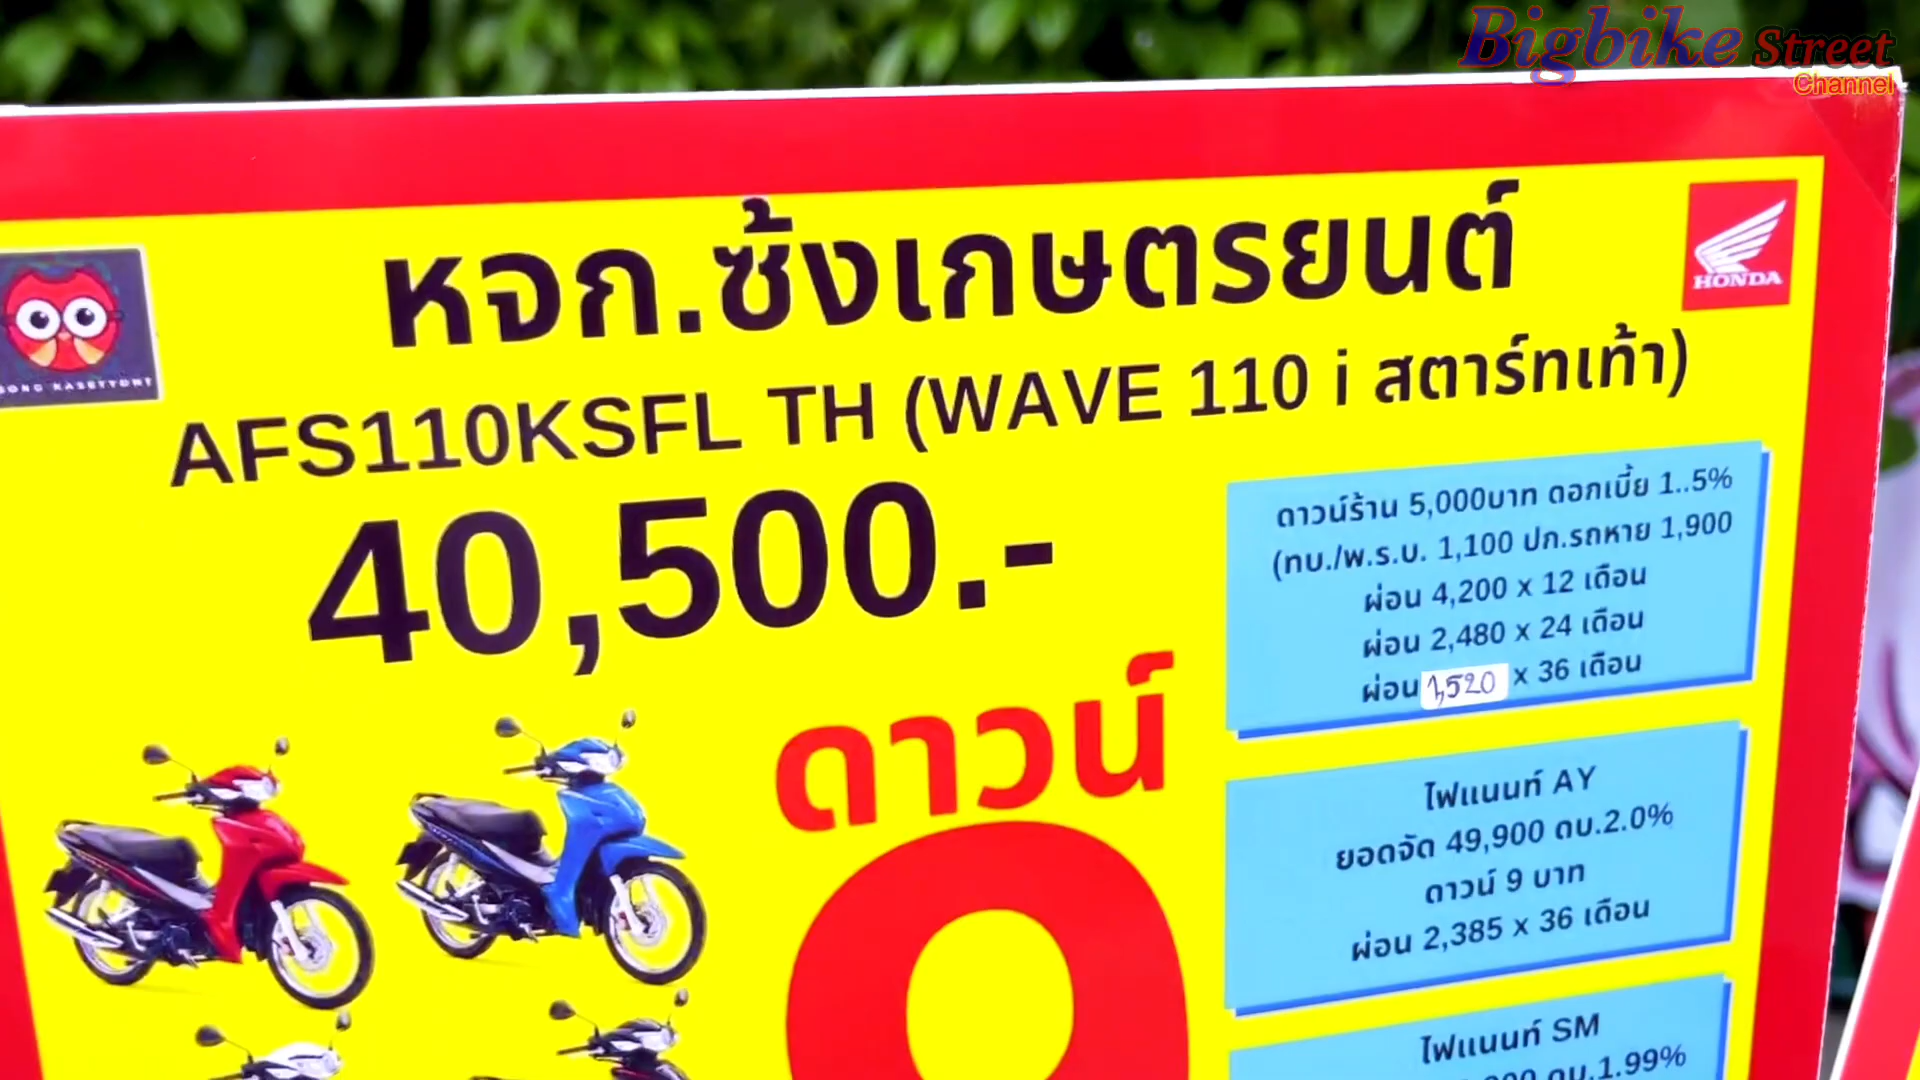 Bigbike Street
Channel
หจก.ซ้งเกษตรยนต์
HONDA
AFS110KSFL TH (WAVE 110 i สตาร์ทเท้า)
40,500.-
ดาวน์
ดาวน์ร้าน 5,000บาท ดอกเบี้ย 1..5%
(ทบ./พ.ร.บ. 1,100 ปก.รถหาย 1,900
ผ่อน 4,200 x 12 เดือน
ผ่อน 2,480 x 24 เดือน
ผ่อน 1,520 x 36 เดือน
ไฟแนนท์ AY
ยอดจัด 49,900 ดบ.2.0%
ดาวน์ 9 บาท
ผ่อน 2,385 x 36 เดือน
ไฟแนนท์ SM
ดบ.1.99%